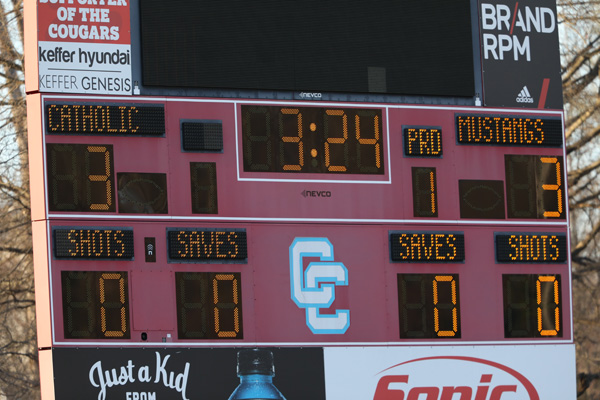 SUPPORTER
OF THE
COUGARS
keffer hyundai
KEFFER GENESIS
BRAND
RPM
adidas
NEVCO
CATHOLIC
3:24
PRD
MUSTANGS
3
1
3
NEVCO
SHOTS
SAVES
CC
SAVES
SHOTS
0
0
0
0
Just a Kid
FROM
Sonic